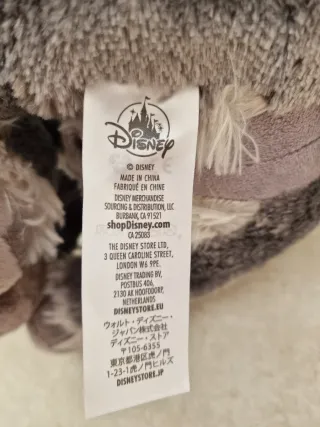 Disney
© DISNEY
MADE IN CHINA
FABRIQUÉ EN CHINE
DISNEY MERCHANDISE
SOURCING & DISTRIBUTION, LLC
BURBANK, CA 91521
shopDisney.com
CA 25085
THE DISNEY STORE LTD,
3 QUEEN CAROLINE STREET,
LONDON W6 9PE.
DISNEY TRADING BV,
POSTBUS 406,
2130 AK HOOFDDORP,
NETHERLANDS
DISNEYSTORE.EU
ウォルト・ディズニー・
ジャパン株式会社
ディズニー・ストア
〒105-6355
東京都港区虎ノ門
1-23-1虎ノ門ヒルズ
DISNEYSTORE.JP